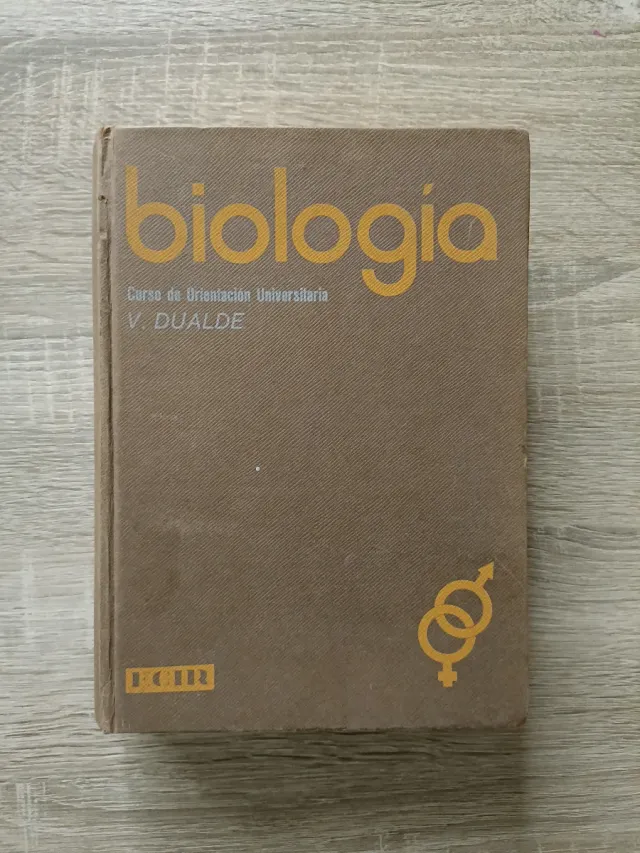 biología
Curso de Orientación Universitaria
V. DUALDE
ECIR